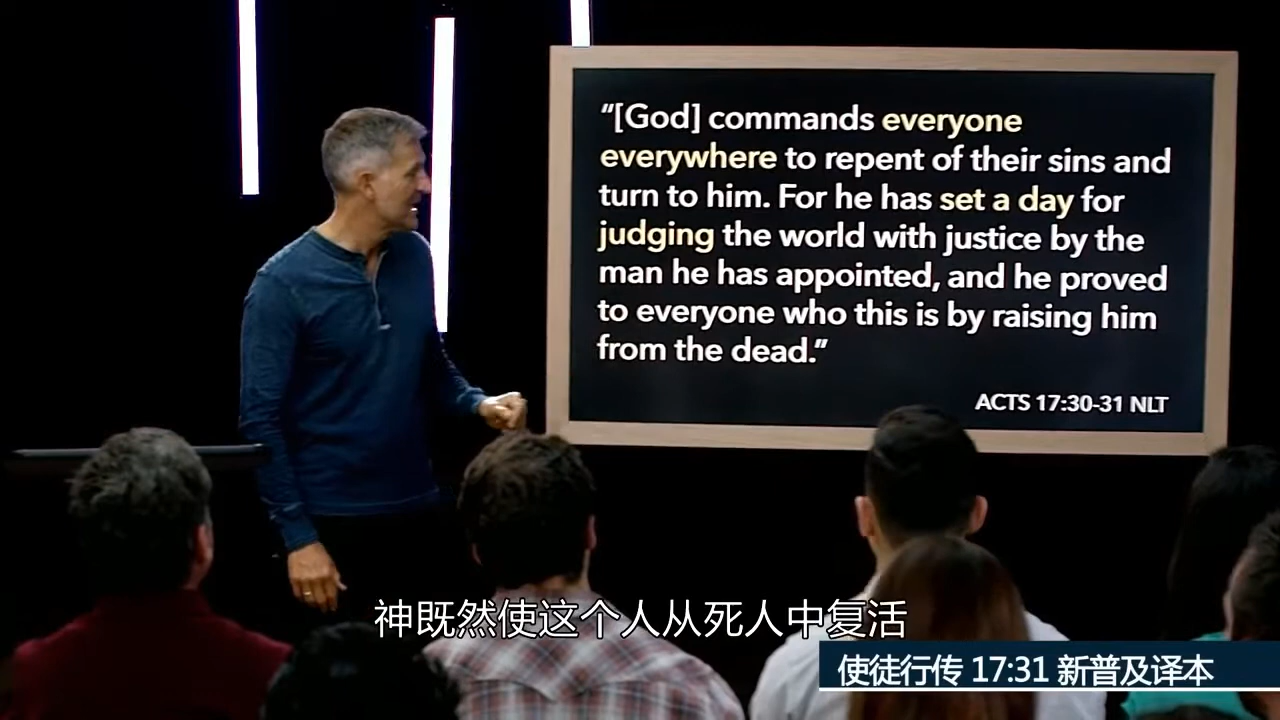 “[God] commands everyone
everywhere to repent of their sins and
turn to him. For he has set a day for
judging the world with justice by the
man he has appointed, and he proved
to everyone who this is by raising him
from the dead.”
ACTS 17:30-31 NLT
神既然使这个人从死人中复活
使徒行传 17:31 新普及译本